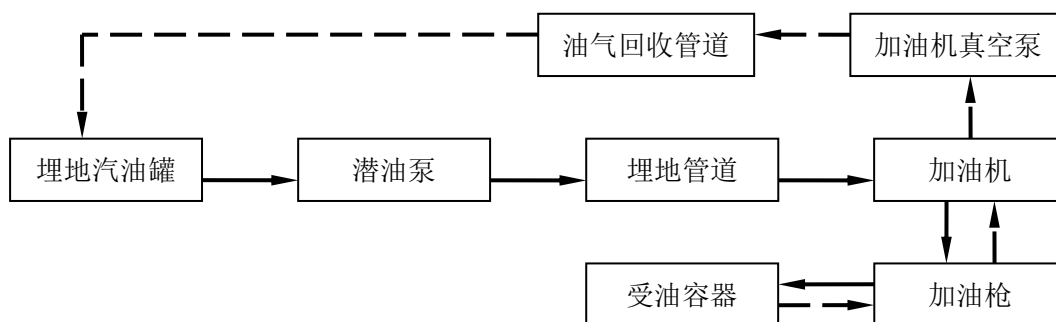 油气回收管道
加油机真空泵
埋地汽油罐
潜油泵
埋地管道
加油机
受油容器
加油枪